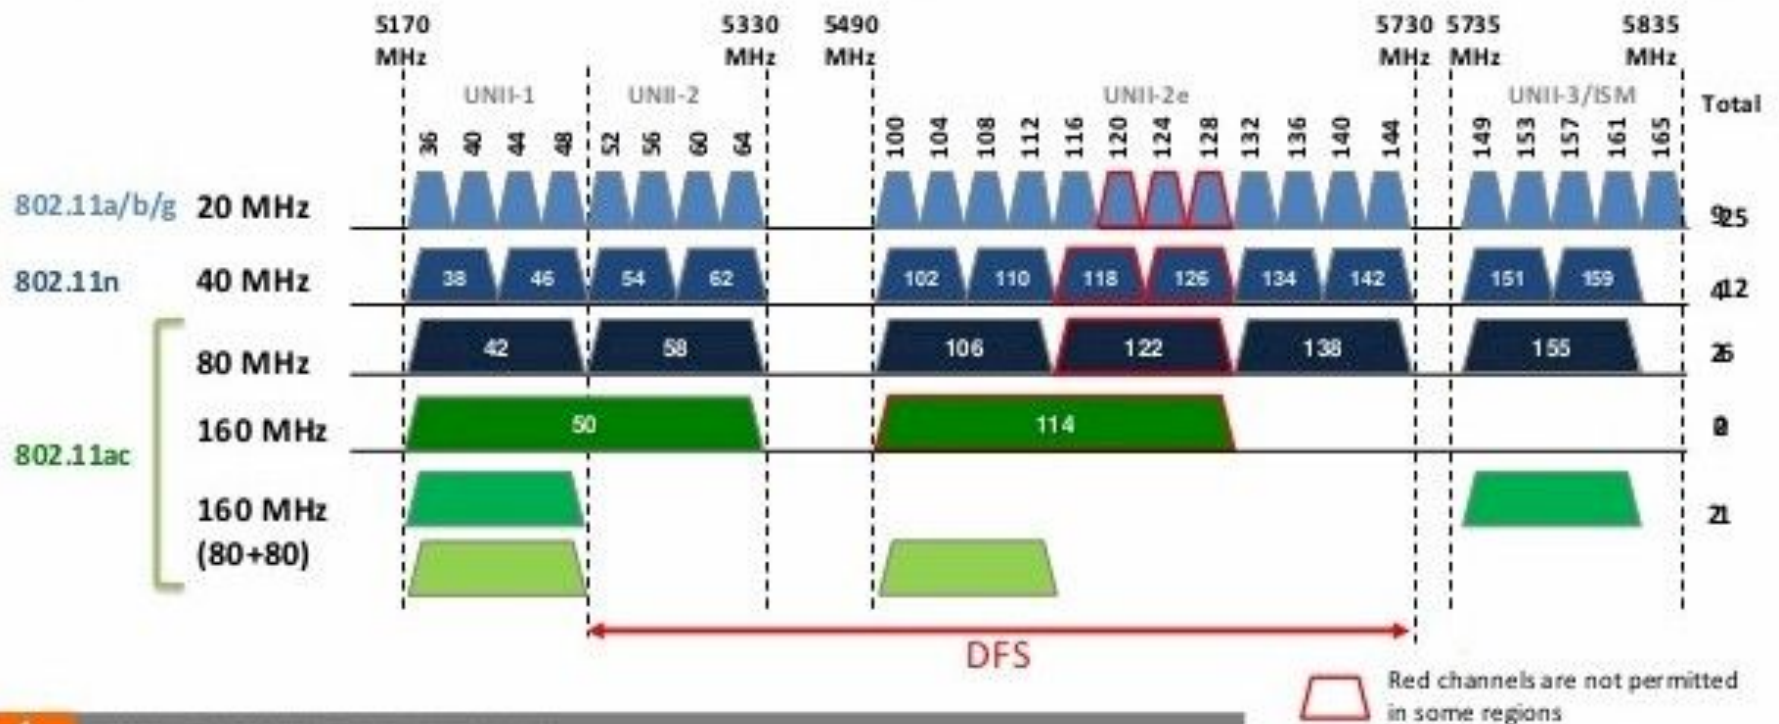 5170 MHz
5330 MHz
5490 MHz
5730 MHz
5735 MHz
5835 MHz
UNII-1
UNII-2
UNII-2e
UNII-3/ISM
Total
36 40 44 48 52 56 60 64 100 104 108 112 116 120 124 128 132 136 140 144 149 153 157 161 165
802.11a/b/g 20 MHz
802.11n 40 MHz 38 46 54 62 102 110 118 126 134 142 151 159
80 MHz 42 58 106 122 138 155
160 MHz 50 114
802.11ac
160 MHz
(80+80)
DFS
Red channels are not permitted
in some regions